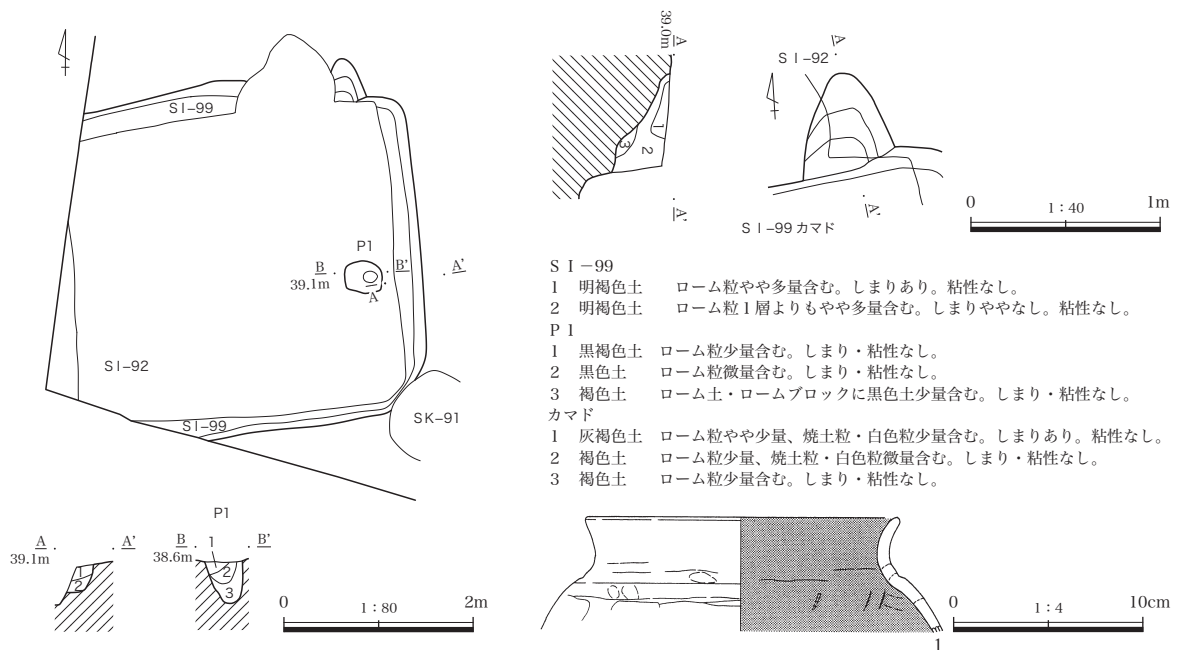 SI-99
P1
B
39.1m
B'
A'
A
SI-92
SI-99
SK-91
P1
A
39.1m
A'
B
38.6m
B'
1
1
2
2
3
0
1:80
2m
39.0m
A
1
2
3
A'
A
SI-92
A'
SI-99 カマド
0
1:40
1m
SI-99
1 明褐色土 ローム粒やや多量含む。しまりあり。粘性なし。
2 明褐色土 ローム粒1層よりもやや多量含む。しまりややなし。粘性なし。
P1
1 黒褐色土 ローム粒少量含む。しまり・粘性なし。
2 黒色土 ローム粒微量含む。しまり・粘性なし。
3 褐色土 ローム土・ロームブロックに黒色土少量含む。しまり・粘性なし。
カマド
1 灰褐色土 ローム粒やや少量、焼土粒・白色粒少量含む。しまりあり。粘性なし。
2 褐色土 ローム粒少量、焼土粒・白色粒微量含む。しまり・粘性なし。
3 褐色土 ローム粒少量含む。しまり・粘性なし。
0
1:4
10cm
1